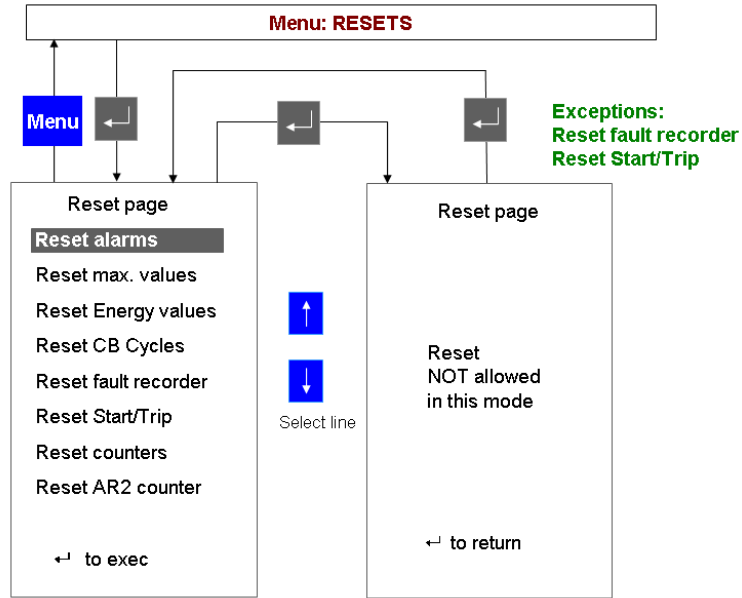 Menu: RESETS
Menu
Exceptions:
Reset fault recorder
Reset Start/Trip
Reset page
Reset alarms
Reset max. values
Reset Energy values
Reset CB Cycles
Reset fault recorder
Reset Start/Trip
Reset counters
Reset AR2 counter
↵ to exec
Select line
Reset page
Reset
NOT allowed
in this mode
↵ to return